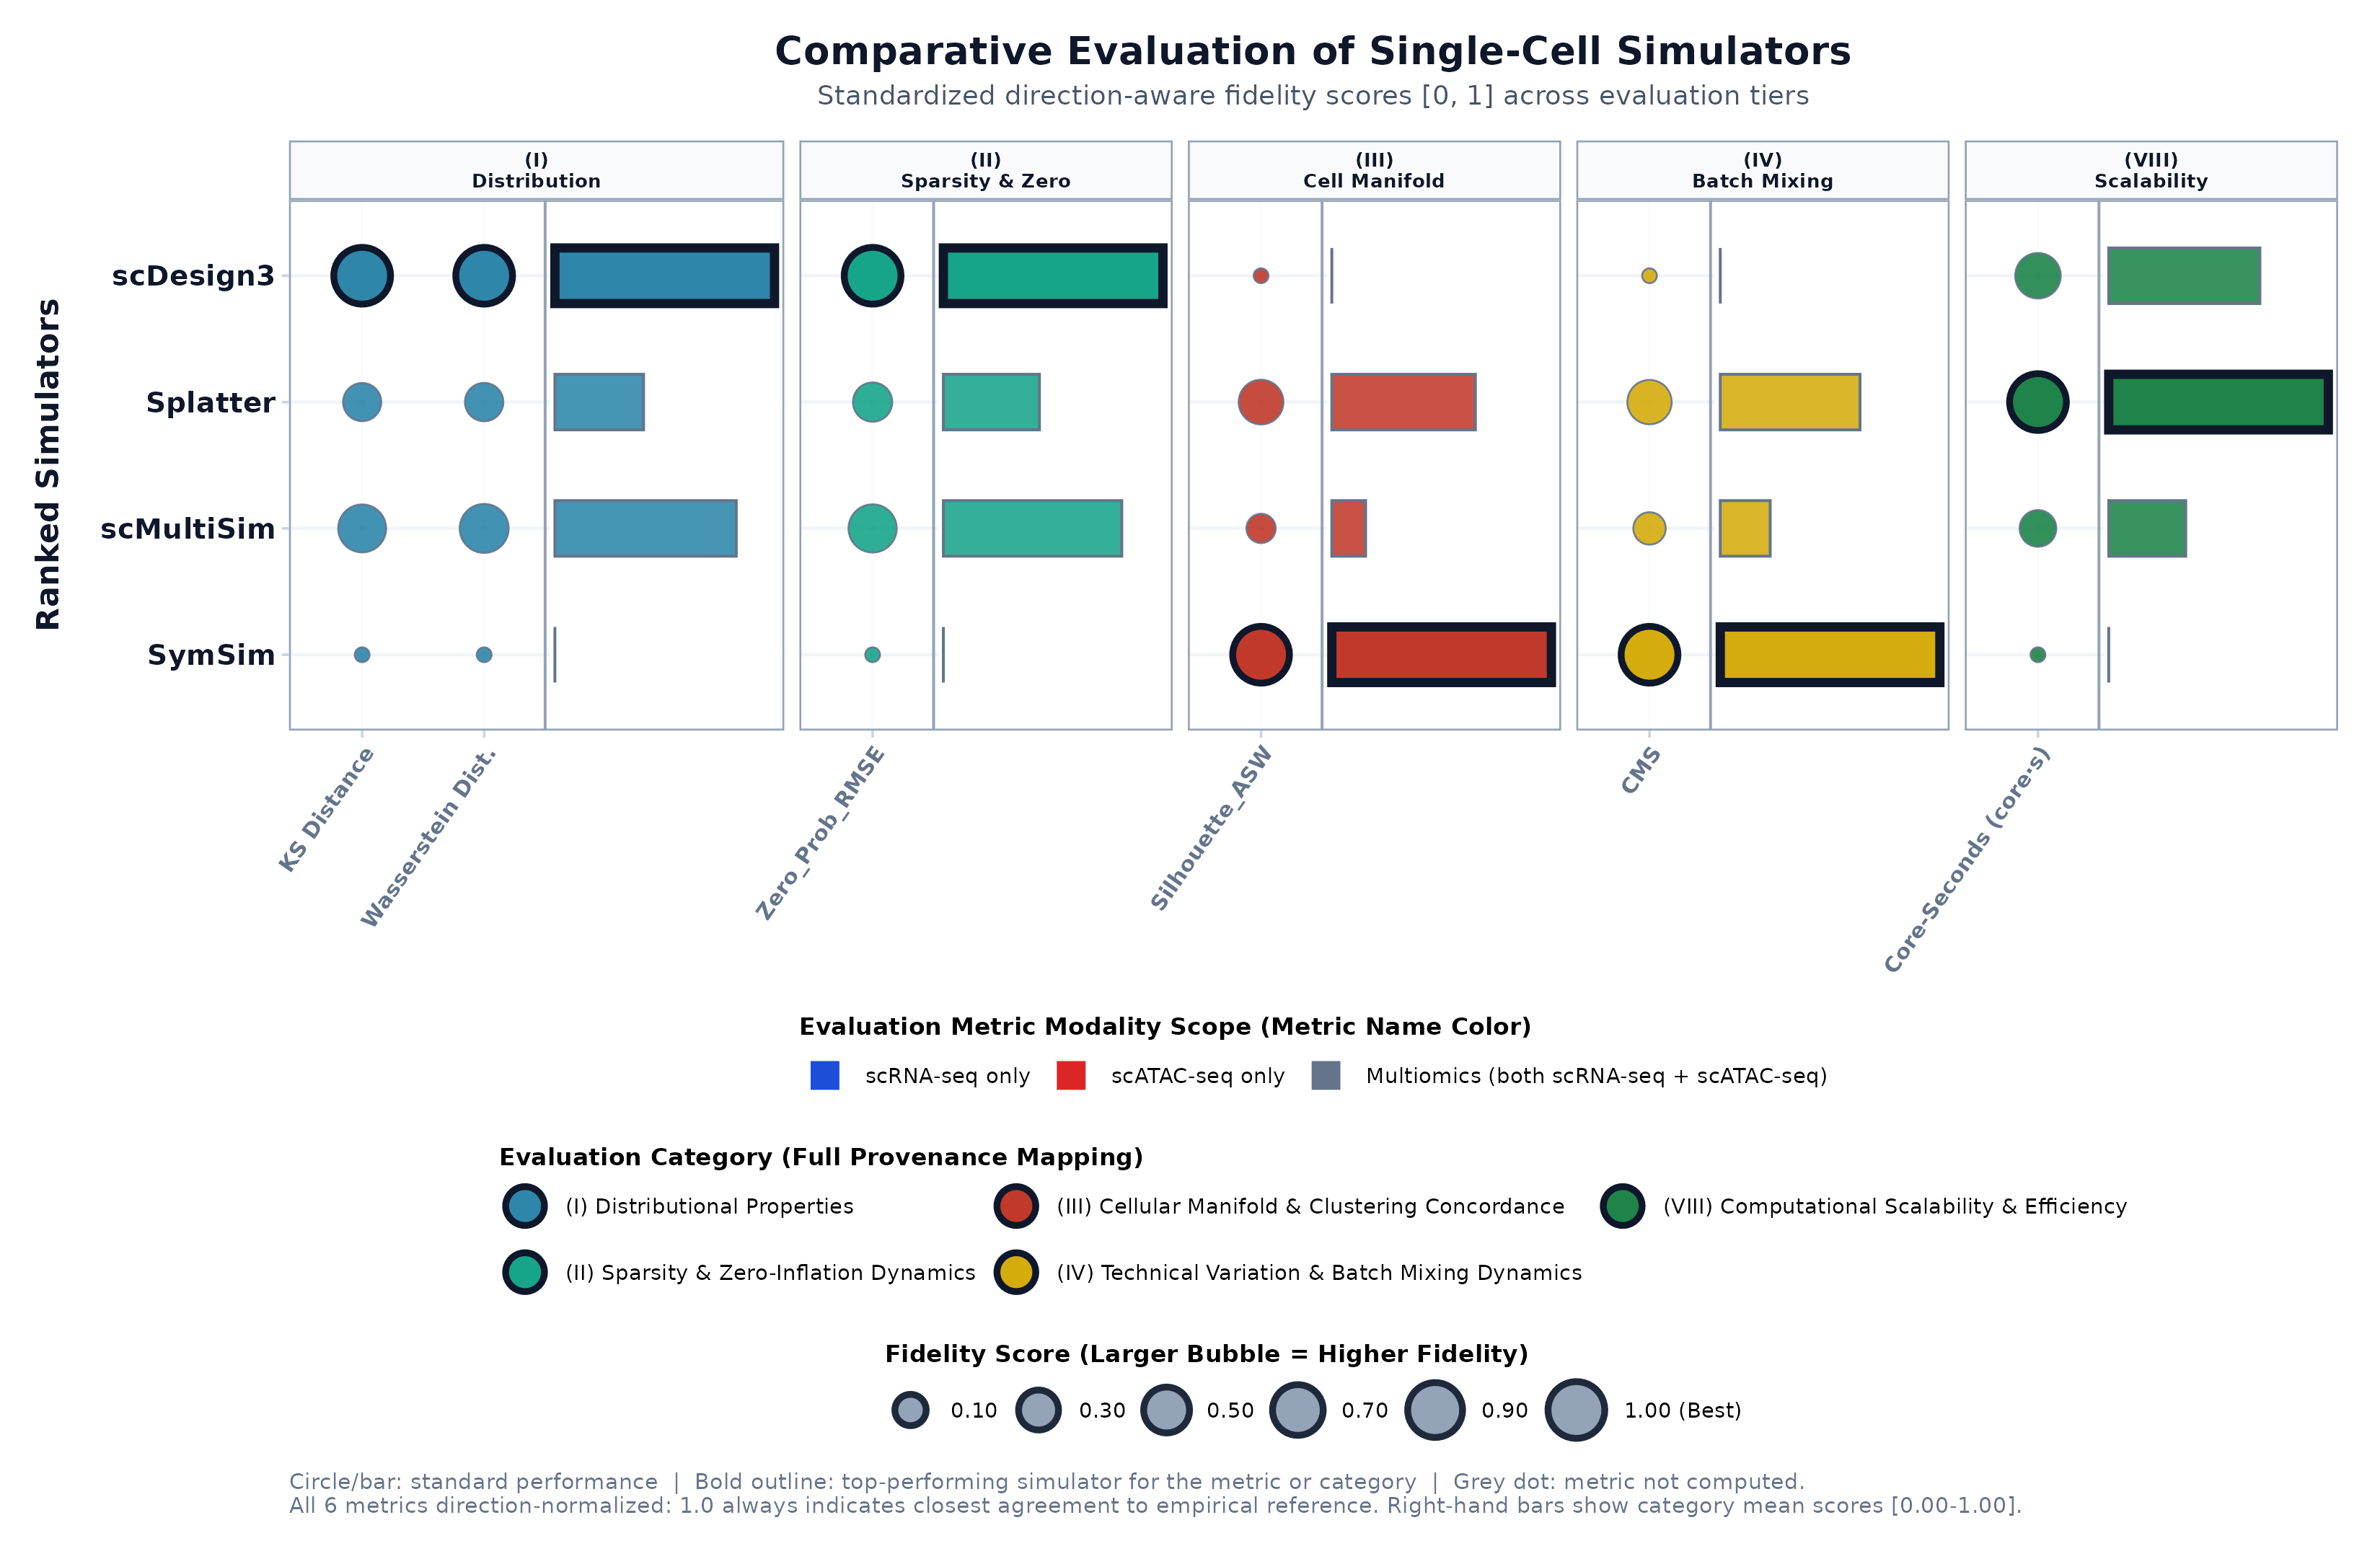 Comparative Evaluation of Single-Cell Simulators
Standardized direction-aware fidelity scores [0, 1] across evaluation tiers
(I)
Distribution
(II)
Sparsity & Zero
(III)
Cell Manifold
(IV)
Batch Mixing
(VIII)
Scalability
Ranked Simulators
scDesign3
Splatter
scMultiSim
SymSim
KS Distance
Wasserstein Dist.
Zero_Prob_RMSE
Silhouette_ASW
CMS
Core-Seconds (core·s)
Evaluation Metric Modality Scope (Metric Name Color)
scRNA-seq only
scATAC-seq only
Multiomics (both scRNA-seq + scATAC-seq)
Evaluation Category (Full Provenance Mapping)
(I) Distributional Properties
(III) Cellular Manifold & Clustering Concordance
(VIII) Computational Scalability & Efficiency
(II) Sparsity & Zero-Inflation Dynamics
(IV) Technical Variation & Batch Mixing Dynamics
Fidelity Score (Larger Bubble = Higher Fidelity)
0.10
0.30
0.50
0.70
0.90
1.00 (Best)
Circle/bar: standard performance | Bold outline: top-performing simulator for the metric or category | Grey dot: metric not computed.
All 6 metrics direction-normalized: 1.0 always indicates closest agreement to empirical reference. Right-hand bars show category mean scores [0.00-1.00].